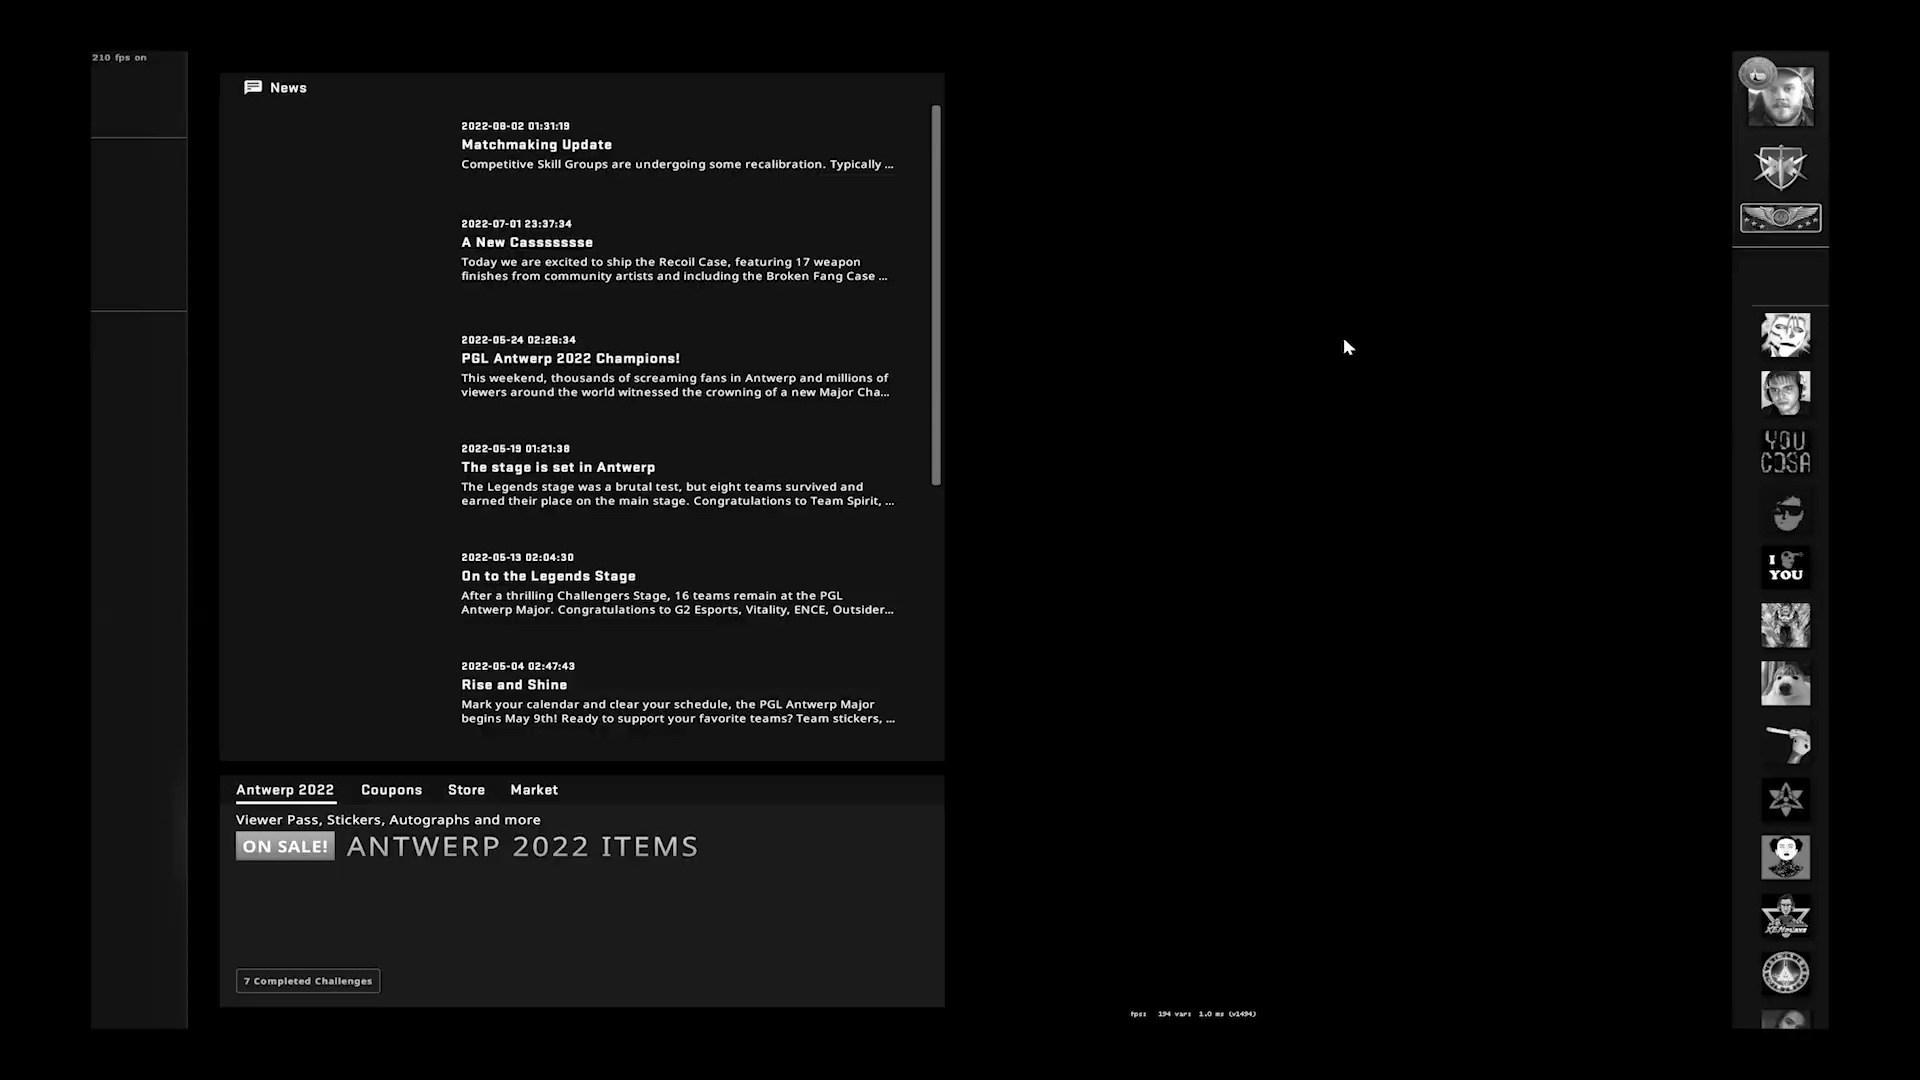 210 fps on
News
2022-08-02 01:31:19
Matchmaking Update
Competitive Skill Groups are undergoing some recalibration. Typically ...
2022-07-01 23:37:34
A New Casssssse
Today we are excited to ship the Recoil Case, featuring 17 weapon
finishes from community artists and including the Broken Fang Case ...
2022-05-24 02:26:34
PGL Antwerp 2022 Champions!
This weekend, thousands of screaming fans in Antwerp and millions of
viewers around the world witnessed the crowning of a new Major Cha...
2022-05-19 01:21:38
The stage is set in Antwerp
The Legends stage was a brutal test, but eight teams survived and
earned their place on the main stage. Congratulations to Team Spirit, ...
2022-05-13 02:04:30
On to the Legends Stage
After a thrilling Challengers Stage, 16 teams remain at the PGL
Antwerp Major. Congratulations to G2 Esports, Vitality, ENCE, Outsider...
2022-05-04 02:47:43
Rise and Shine
Mark your calendar and clear your schedule, the PGL Antwerp Major
begins May 9th! Ready to support your favorite teams? Team stickers, ...
Antwerp 2022 Coupons Store Market
Viewer Pass, Stickers, Autographs and more
ON SALE! ANTWERP 2022 ITEMS
7 Completed Challenges
fps: 194 var: 1.0 ms (v1494)
YOU
I
YOU